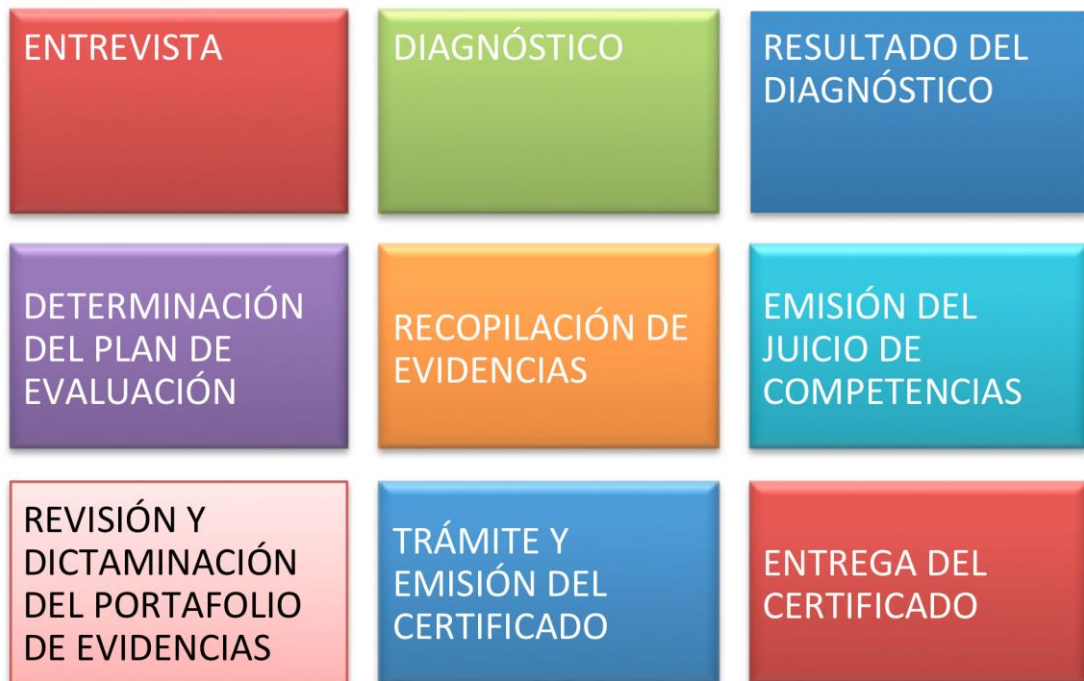 ENTREVISTA
DIAGNÓSTICO
RESULTADO DEL
DIAGNÓSTICO
DETERMINACIÓN
DEL PLAN DE
EVALUACIÓN
RECOPILACIÓN DE
EVIDENCIAS
EMISIÓN DEL
JUICIO DE
COMPETENCIAS
REVISIÓN Y
DICTAMINACIÓN
DEL PORTAFOLIO
DE EVIDENCIAS
TRÁMITE Y
EMISIÓN DEL
CERTIFICADO
ENTREGA DEL
CERTIFICADO